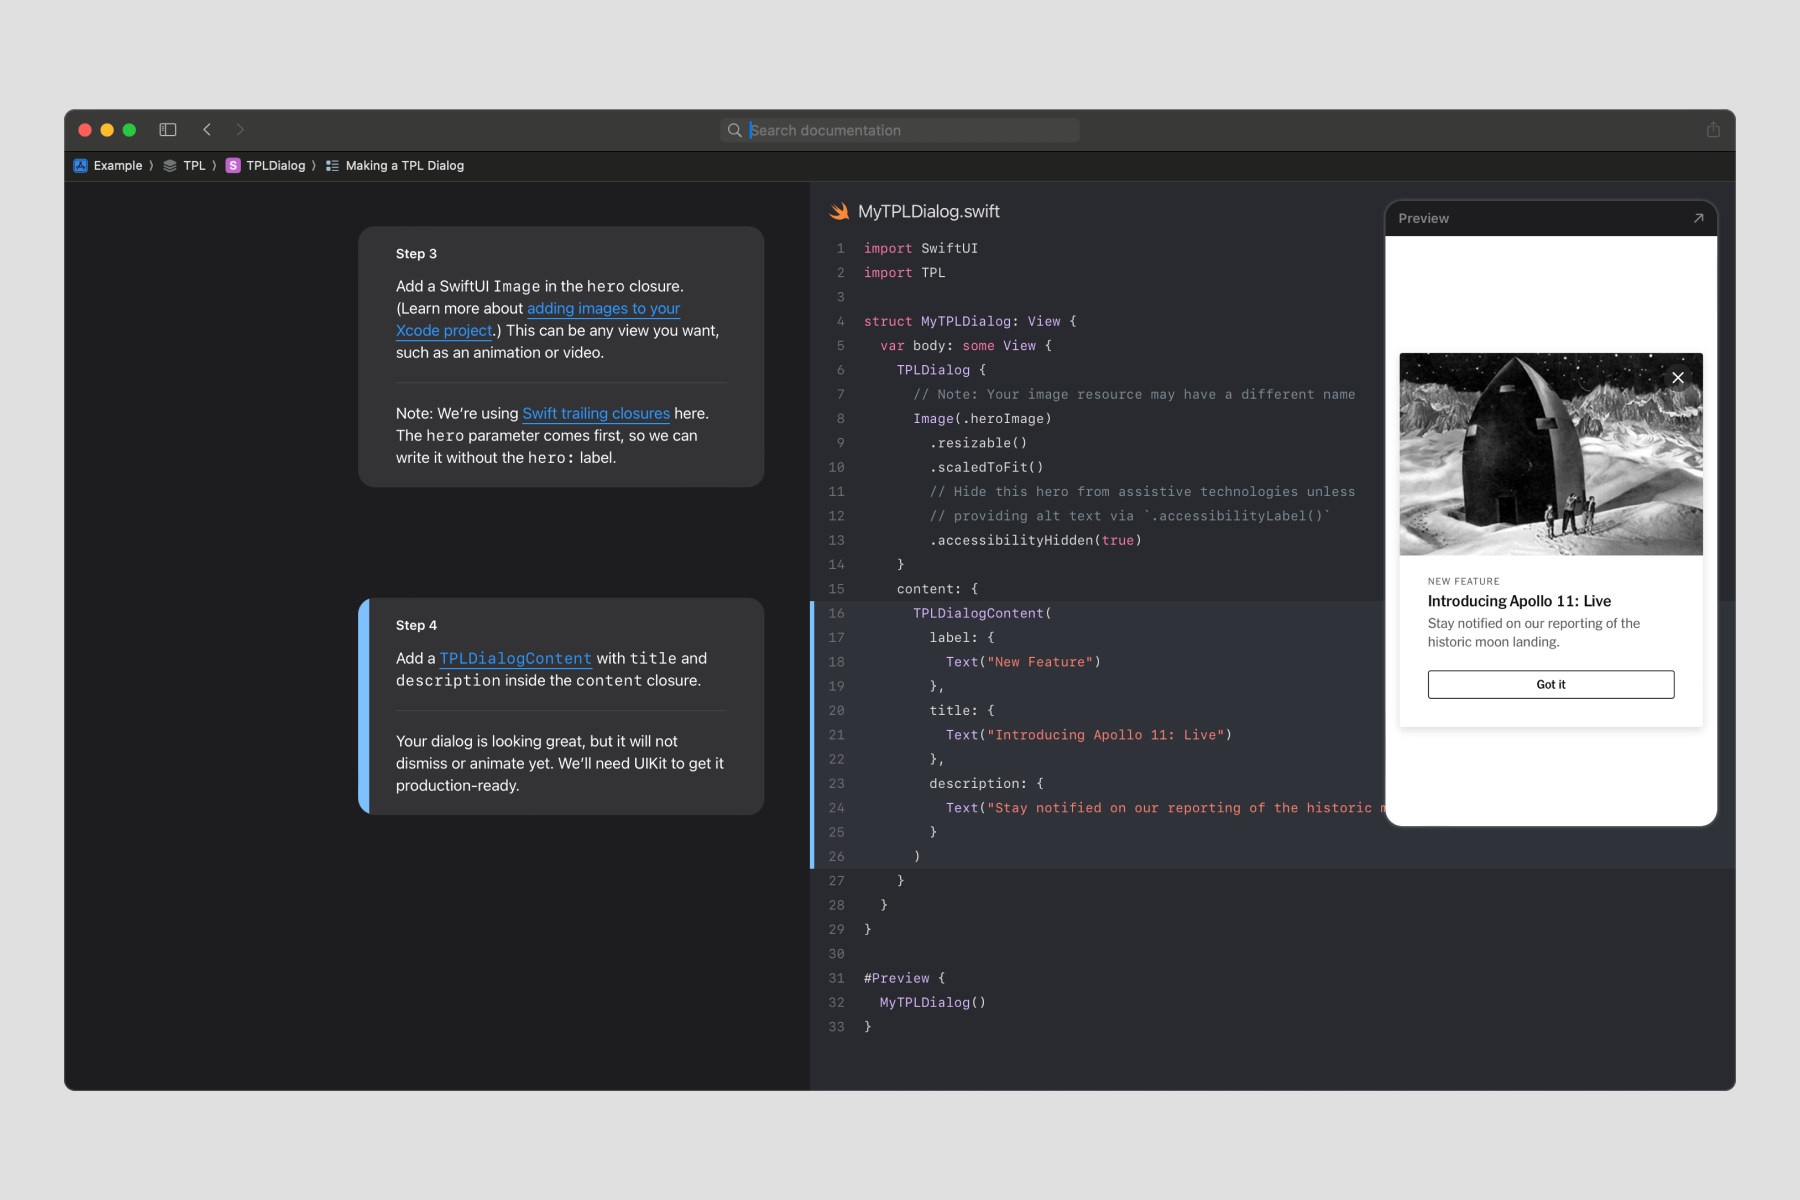 Search documentation
Example 〉 TPL 〉 S TPLDialog 〉 Making a TPL Dialog
Step 3
Add a SwiftUI Image in the hero closure.
(Learn more about adding images to your
Xcode project.) This can be any view you want,
such as an animation or video.
Note: We’re using Swift trailing closures here.
The hero parameter comes first, so we can
write it without the hero: label.
Step 4
Add a TPLDialogContent with title and
description inside the content closure.
Your dialog is looking great, but it will not
dismiss or animate yet. We’ll need UIKit to get it
production-ready.
MyTPLDialog.swift
1 import SwiftUI
2 import TPL
3
4 struct MyTPLDialog: View {
5 var body: some View {
6 TPLDialog {
7 // Note: Your image resource may have a different name
8 Image(.heroImage)
9 .resizable()
10 .scaledToFit()
11 // Hide this hero from assistive technologies unless
12 // providing alt text via `.accessibilityLabel()`
13 .accessibilityHidden(true)
14 }
15 content: {
16 TPLDialogContent(
17 label: {
18 Text("New Feature")
19 },
20 title: {
21 Text("Introducing Apollo 11: Live")
22 },
23 description: {
24 Text("Stay notified on our reporting of the historic
25 }
26 )
27 }
28 }
29 }
30
31 #Preview {
32 MyTPLDialog()
33 }
Preview
NEW FEATURE
Introducing Apollo 11: Live
Stay notified on our reporting of the
historic moon landing.
Got it